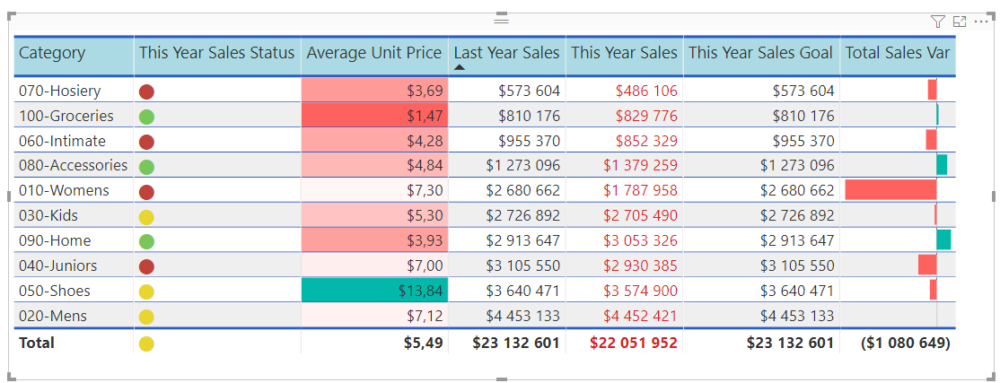 Category This Year Sales Status Average Unit Price Last Year Sales This Year Sales This Year Sales Goal Total Sales Var
070-Hosiery $3,69 $573 604 $486 106 $573 604
100-Groceries $1,47 $810 176 $829 776 $810 176
060-Intimate $4,28 $955 370 $852 329 $955 370
080-Accessories $4,84 $1 273 096 $1 379 259 $1 273 096
010-Womens $7,30 $2 680 662 $1 787 958 $2 680 662
030-Kids $5,30 $2 726 892 $2 705 490 $2 726 892
090-Home $3,93 $2 913 647 $3 053 326 $2 913 647
040-Juniors $7,00 $3 105 550 $2 930 385 $3 105 550
050-Shoes $13,84 $3 640 471 $3 574 900 $3 640 471
020-Mens $7,12 $4 453 133 $4 452 421 $4 453 133
Total $5,49 $23 132 601 $22 051 952 $23 132 601 ($1 080 649)